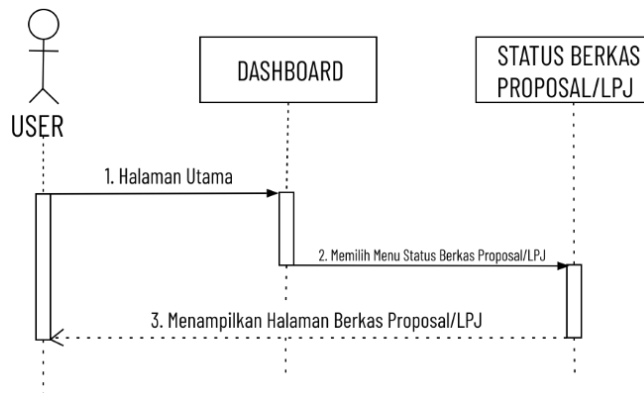 USER
DASHBOARD
STATUS BERKAS
PROPOSAL/LPJ
1. Halaman Utama
2. Memilih Menu Status Berkas Proposal/LPJ
3. Menampilkan Halaman Berkas Proposal/LPJ